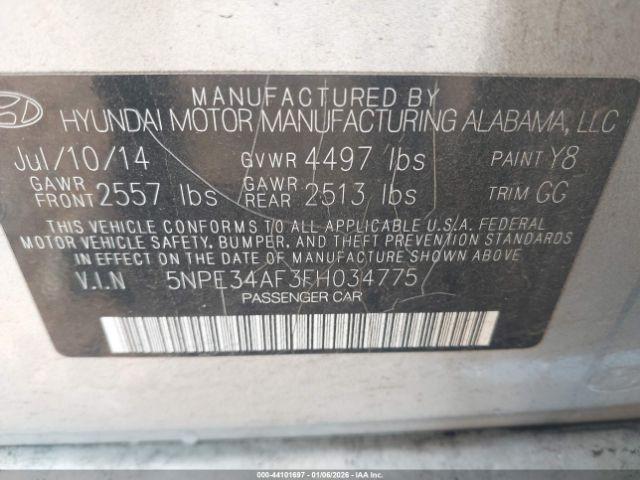 MANUFACTURED BY
HYUNDAI MOTOR MANUFACTURING ALABAMA, LLC
Jul/10/14 GVWR 4497 lbs PAINT Y8
GAWR FRONT 2557 lbs GAWR REAR 2513 lbs TRIM GG
THIS VEHICLE CONFORMS TO ALL APPLICABLE U.S.A. FEDERAL
MOTOR VEHICLE SAFETY, BUMPER, AND THEFT PREVENTION STANDARDS
IN EFFECT ON THE DATE OF MANUFACTURE SHOWN ABOVE.
V.I.N 5NPE34AF3FH034775
PASSENGER CAR
000-44101697 - 01/06/2026 - COPYRIGHT IAA, LLC.